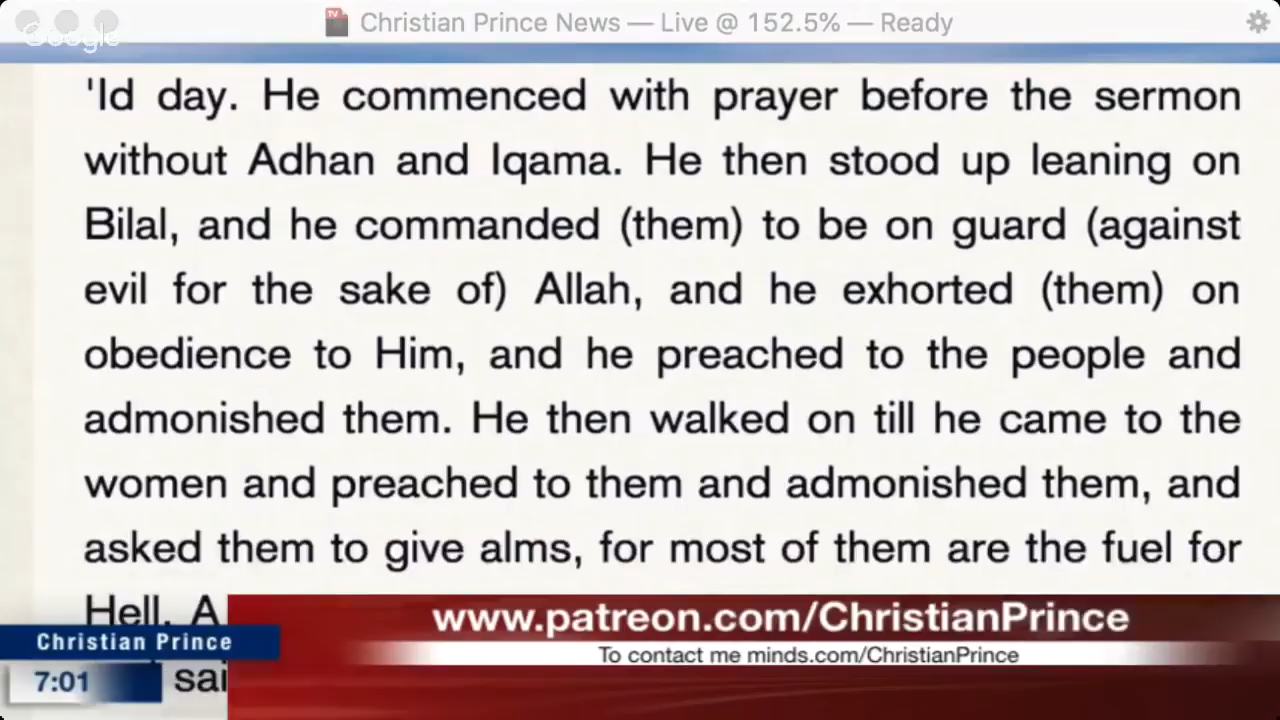 Christian Prince News — Live @ 152.5% — Ready
Google
'Id day. He commenced with prayer before the sermon
without Adhan and Iqama. He then stood up leaning on
Bilal, and he commanded (them) to be on guard (against
evil for the sake of) Allah, and he exhorted (them) on
obedience to Him, and he preached to the people and
admonished them. He then walked on till he came to the
women and preached to them and admonished them, and
asked them to give alms, for most of them are the fuel for
Hell. A
www.patreon.com/ChristianPrince
Christian Prince
To contact me minds.com/ChristianPrince
7:01
sai